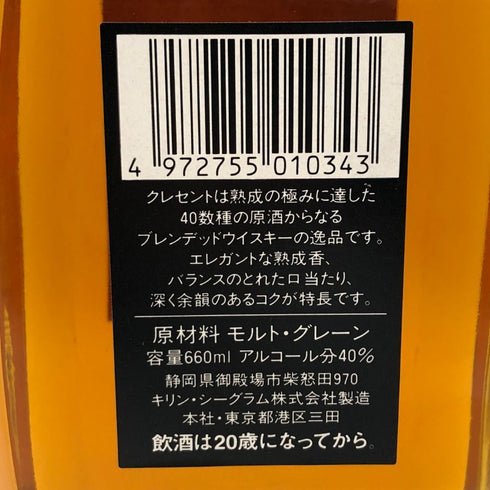 4 972755 010343
クレセントは熟成の極みに達した
40数種の原酒からなる
ブレンデッドウイスキーの逸品です。
エレガントな熟成香、
バランスのとれた口当たり、
深く余韻のあるコクが特長です。
原材料 モルト・グレーン
容量660ml アルコール分40%
静岡県御殿場市柴怒田970
キリン・シーグラム株式会社製造
本社・東京都港区三田
飲酒は20歳になってから。